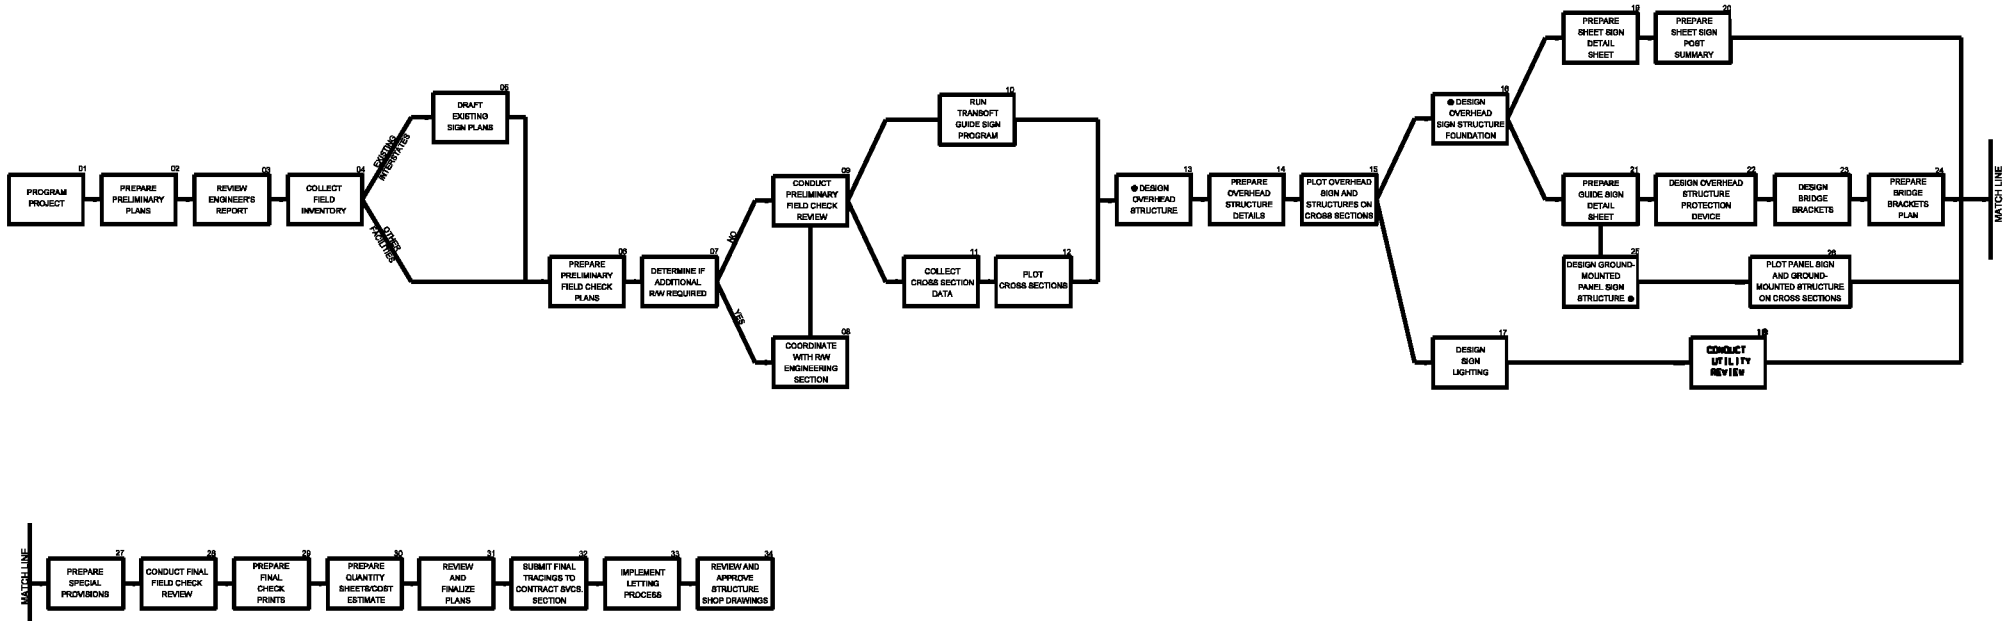 01
PROGRAM
PROJECT
02
PREPARE
PRELIMINARY
PLANS
03
REVIEW
ENGINEER'S
REPORT
04
COLLECT
FIELD
INVENTORY
EXISTING
INTERSTATES
OTHER
FACILITIES
05
DRAFT
EXISTING
SIGN PLANS
06
PREPARE
PRELIMINARY
FIELD CHECK
PLANS
07
DETERMINE IF
ADDITIONAL
R/W REQUIRED
NO
YES
08
COORDINATE
WITH R/W
ENGINEERING
SECTION
09
CONDUCT
PRELIMINARY
FIELD CHECK
REVIEW
10
RUN
TRANSOFT
GUIDE SIGN
PROGRAM
11
COLLECT
CROSS SECTION
DATA
12
PLOT
CROSS SECTIONS
13
DESIGN
OVERHEAD
STRUCTURE
14
PREPARE
OVERHEAD
STRUCTURE
DETAILS
15
PLOT OVERHEAD
SIGN AND
STRUCTURES ON
CROSS SECTIONS
16
DESIGN
OVERHEAD
SIGN STRUCTURE
FOUNDATION
17
DESIGN
SIGN
LIGHTING
18
CONDUCT
UTILITY
REVIEW
19
PREPARE
SHEET SIGN
DETAIL
SHEET
20
PREPARE
SHEET SIGN
POST
SUMMARY
21
PREPARE
GUIDE SIGN
DETAIL
SHEET
22
DESIGN OVERHEAD
STRUCTURE
PROTECTION
DEVICE
23
DESIGN
BRIDGE
BRACKETS
24
PREPARE
BRIDGE
BRACKETS
PLAN
25
DESIGN GROUND-
MOUNTED
PANEL SIGN
STRUCTURE
26
PLOT PANEL SIGN
AND GROUND-
MOUNTED STRUCTURE
ON CROSS SECTIONS
MATCH LINE
MATCH LINE
27
PREPARE
SPECIAL
PROVISIONS
28
CONDUCT FINAL
FIELD CHECK
REVIEW
29
PREPARE
FINAL
CHECK
PRINTS
30
PREPARE
QUANTITY
SHEETS/COST
ESTIMATE
31
REVIEW
AND
FINALIZE
PLANS
32
SUBMIT FINAL
TRACINGS TO
CONTRACT SVCS.
SECTION
33
IMPLEMENT
LETTING
PROCESS
34
REVIEW AND
APPROVE
STRUCTURE
SHOP DRAWINGS